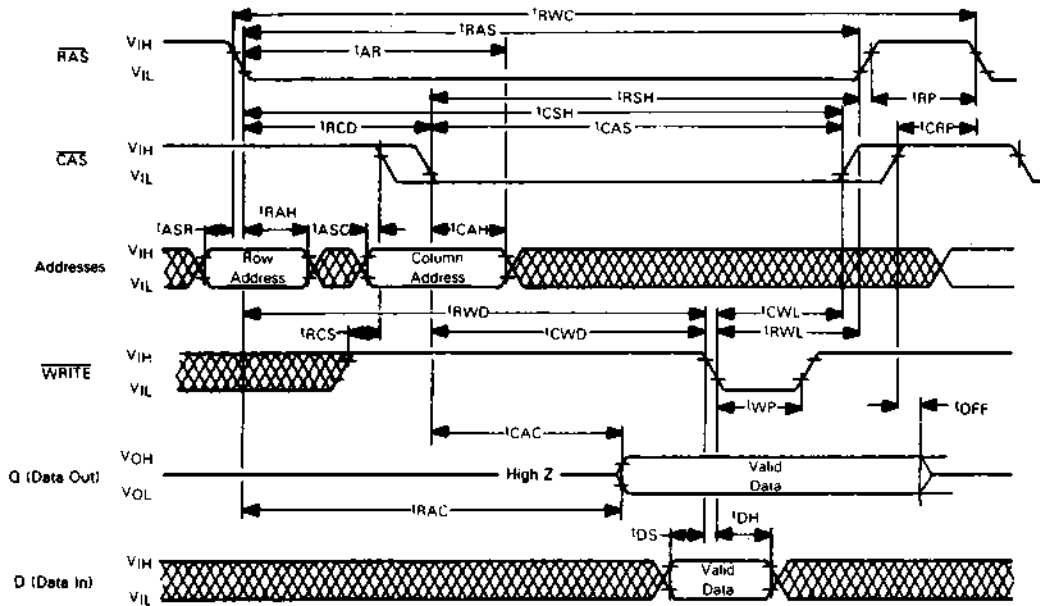 tRWC
tRAS
tAR
RAS
VIH
VIL
tRSH
tRP
tCSH
tRCD
tCAS
tCRP
CAS
VIH
VIL
tASR
tRAH
tASC
tCAH
Addresses
VIH
VIL
Row
Address
Column
Address
tRWD
tCWL
tRCS
tCWD
tRWL
WRITE
VIH
VIL
tWP
tOFF
tCAC
Q (Data Out)
VOH
VOL
High Z
Valid
Data
tRAC
tDS
tDH
D (Data In)
VIH
VIL
Valid
Data